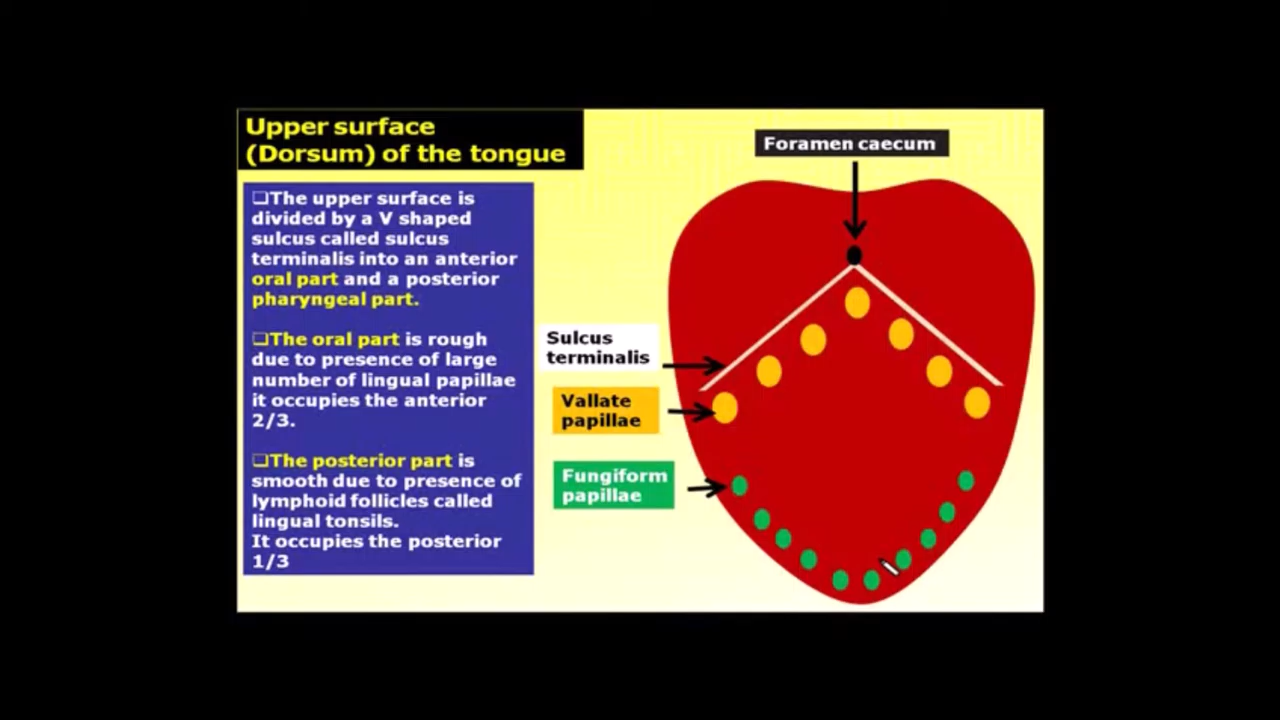 Upper surface
(Dorsum) of the tongue
❑The upper surface is
divided by a V shaped
sulcus called sulcus
terminalis into an anterior
oral part and a posterior
pharyngeal part.
❑The oral part is rough
due to presence of large
number of lingual papillae
it occupies the anterior
2/3.
❑The posterior part is
smooth due to presence of
lymphoid follicles called
lingual tonsils.
It occupies the posterior
1/3
Foramen caecum
Sulcus
terminalis
Vallate
papillae
Fungiform
papillae